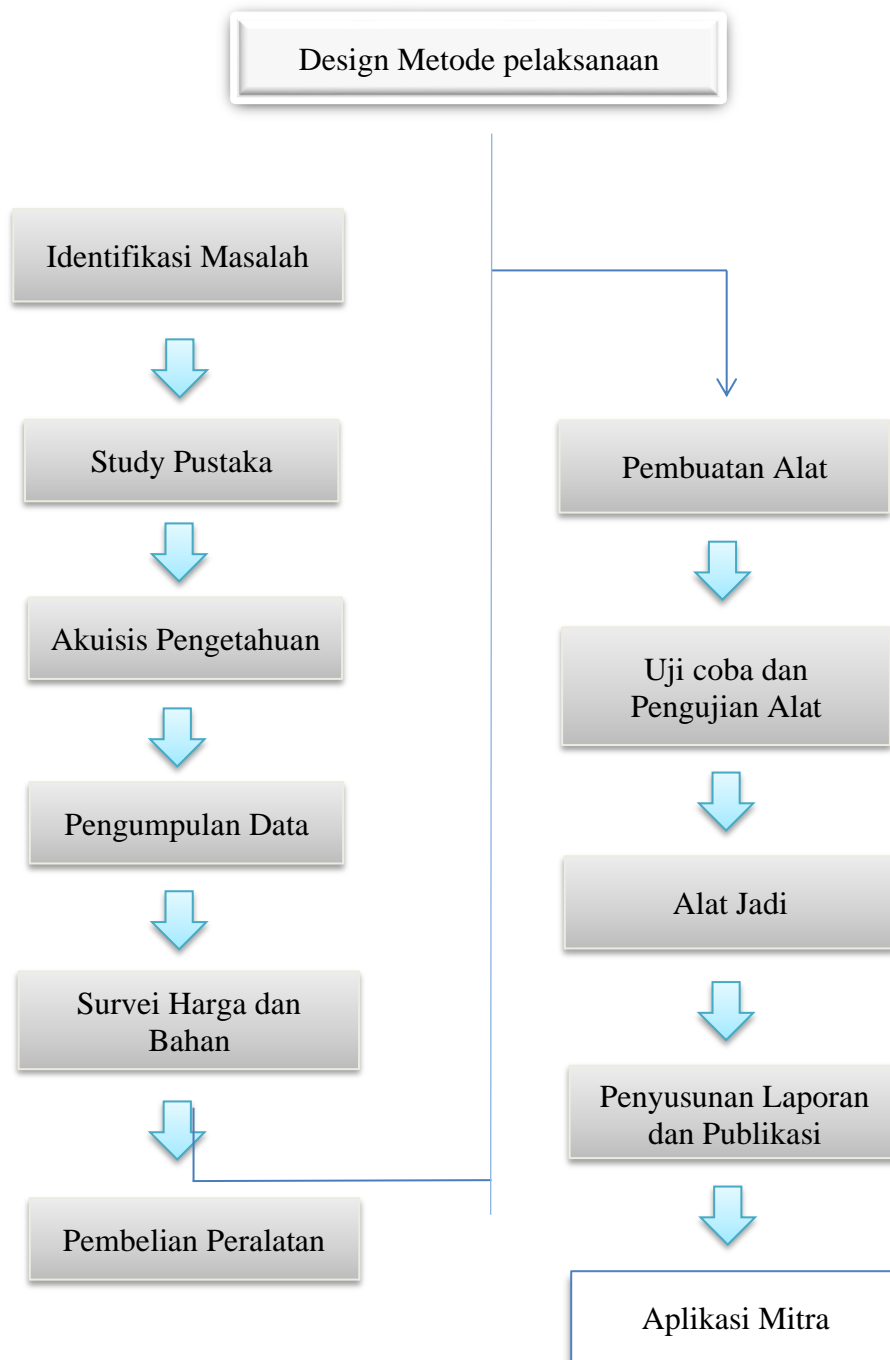 Design Metode pelaksanaan
Identifikasi Masalah
Study Pustaka
Akuisis Pengetahuan
Pengumpulan Data
Survei Harga dan
Bahan
Pembelian Peralatan
Pembuatan Alat
Uji coba dan
Pengujian Alat
Alat Jadi
Penyusunan Laporan
dan Publikasi
Aplikasi Mitra